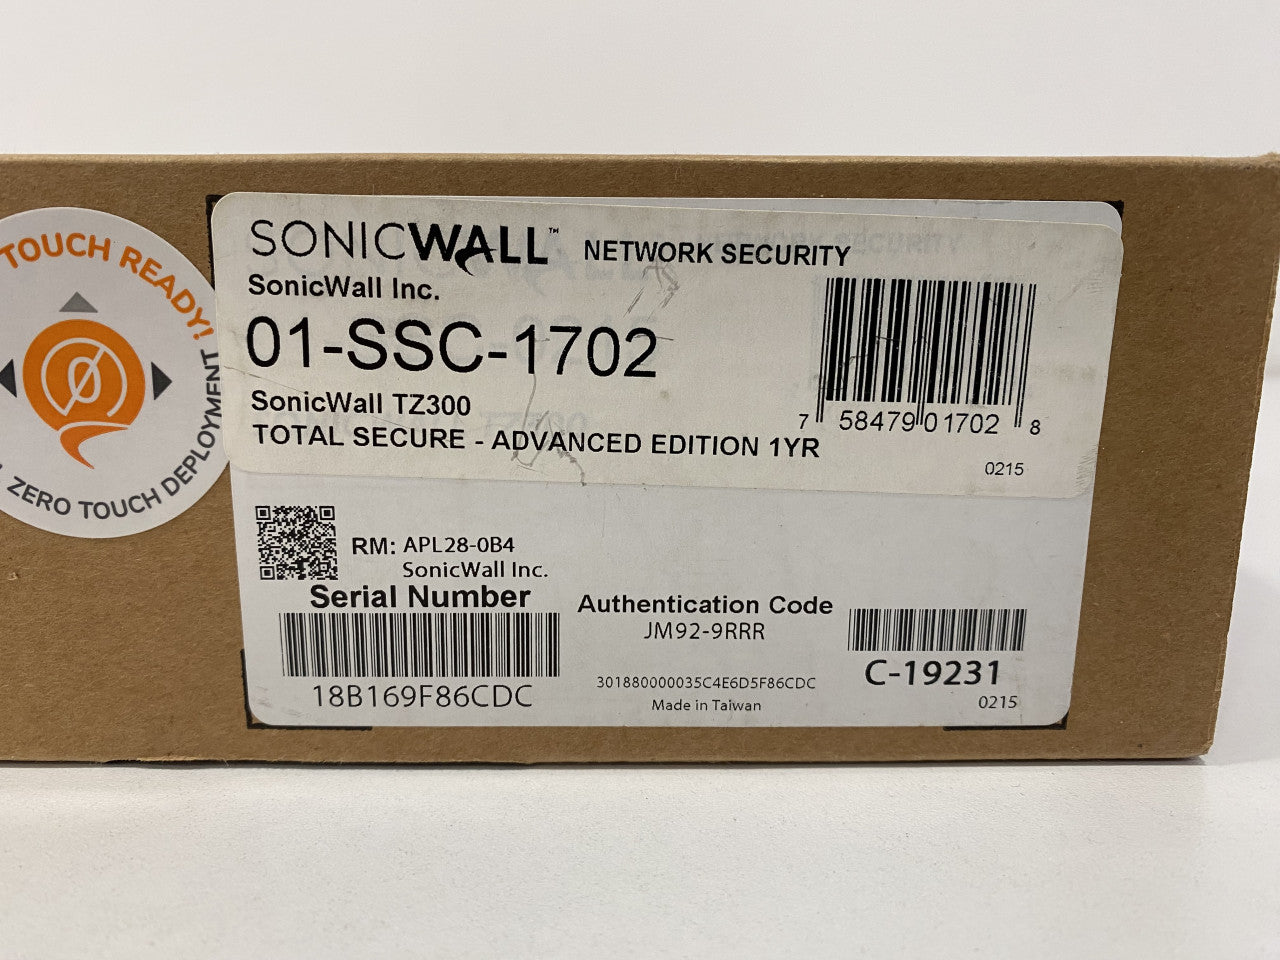 TOUCH READY!
ZERO TOUCH DEPLOYMENT
SONICWALL™ NETWORK SECURITY
SonicWall Inc.
01-SSC-1702
SonicWall TZ300
TOTAL SECURE - ADVANCED EDITION 1YR
7 58479 01702 8
0215
RM: APL28-0B4
SonicWall Inc.
Serial Number
18B169F86CDC
Authentication Code
JM92-9RRR
301880000035C4E6D5F86CDC
Made in Taiwan
C-19231
0215